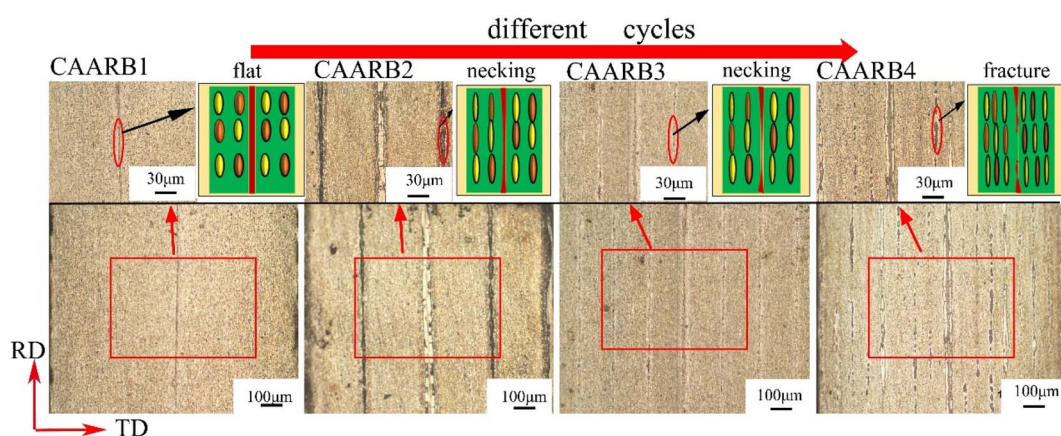 different cycles
CAARB1
flat
CAARB2
necking
CAARB3
necking
CAARB4
fracture
30μm
30μm
30μm
30μm
RD
TD
100μm
100μm
100μm
100μm